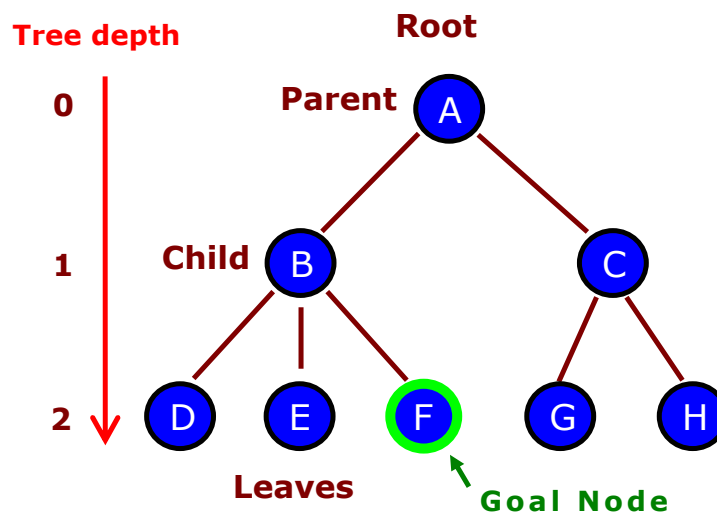 Root
Tree depth
0
Parent
A
1
Child
B
C
2
D
E
F
G
H
Leaves
Goal Node